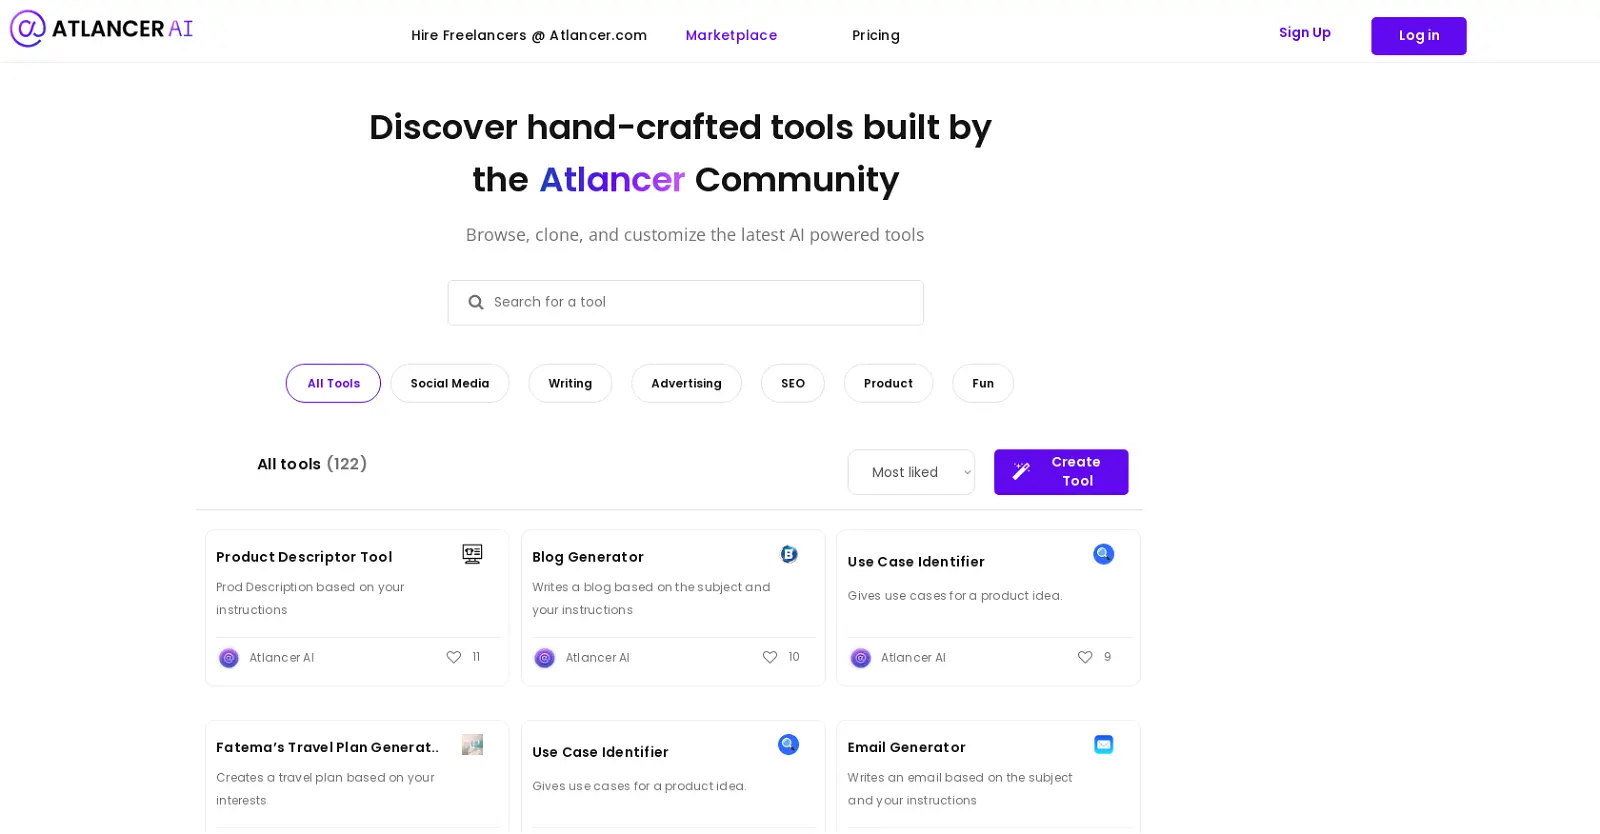 ATLANCER AI
Hire Freelancers @ Atlancer.com
Marketplace
Pricing
Sign Up
Log in
Discover hand-crafted tools built by
the Atlancer Community
Browse, clone, and customize the latest AI powered tools
Search for a tool
All Tools
Social Media
Writing
Advertising
SEO
Product
Fun
All tools (122)
Most liked
Create
Tool
Product Descriptor Tool
Prod Description based on your
instructions
Atlancer AI
11
Blog Generator
Writes a blog based on the subject and
your instructions
Atlancer AI
10
Use Case Identifier
Gives use cases for a product idea.
Atlancer AI
9
Fatema's Travel Plan Generat..
Creates a travel plan based on your
interests.
Use Case Identifier
Gives use cases for a product idea.
Email Generator
Writes an email based on the subject
and your instructions